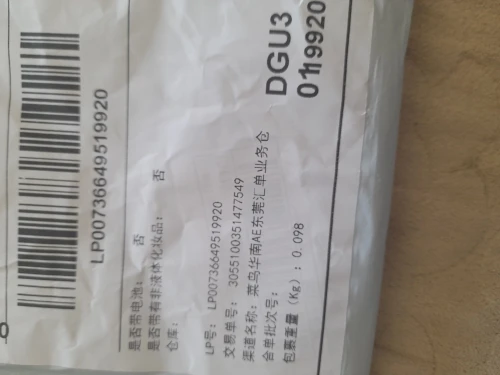 LP00736649519920
是否带电池： 否
是否带有非液体化妆品： 否
仓库：
LP号： LP00736649519920
交易单号： 3055100351477549
渠道名称： 菜鸟华南AE东莞汇单业务仓
合单批次号：
包裹重量（Kg）: 0.098
DGU3
9920